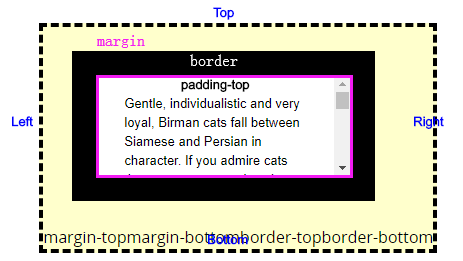 Top
margin
border
padding-top
Gentle, individualistic and very
loyal, Birman cats fall between
Siamese and Persian in
character. If you admire cats
Left
Right
margin-topmargin-bottomborder-topborder-bottom
Bottom